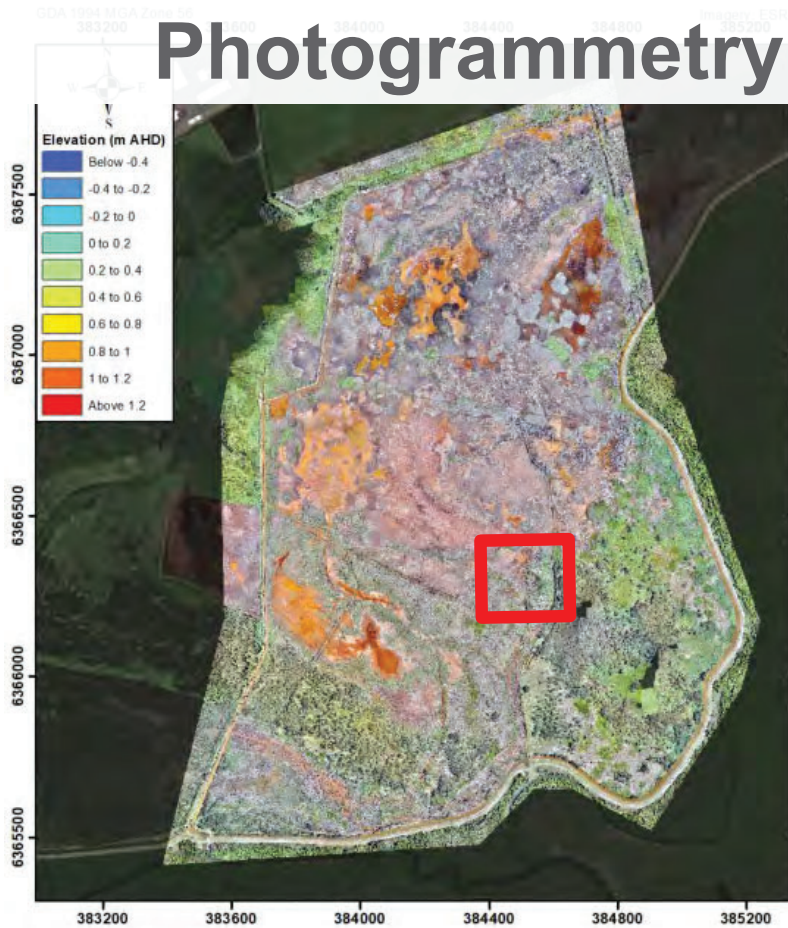 GDA 1994 MGA Zone 56
Imagery: ESR
383200 383600 384000 384400 384800 385200
Photogrammetry
S
Elevation (m AHD)
Below -0.4
-0.4 to -0.2
-0.2 to 0
0 to 0.2
0.2 to 0.4
0.4 to 0.6
0.6 to 0.8
0.8 to 1
1 to 1.2
Above 1.2
6367500
6367000
6366500
6366000
6365500
383200 383600 384000 384400 384800 385200